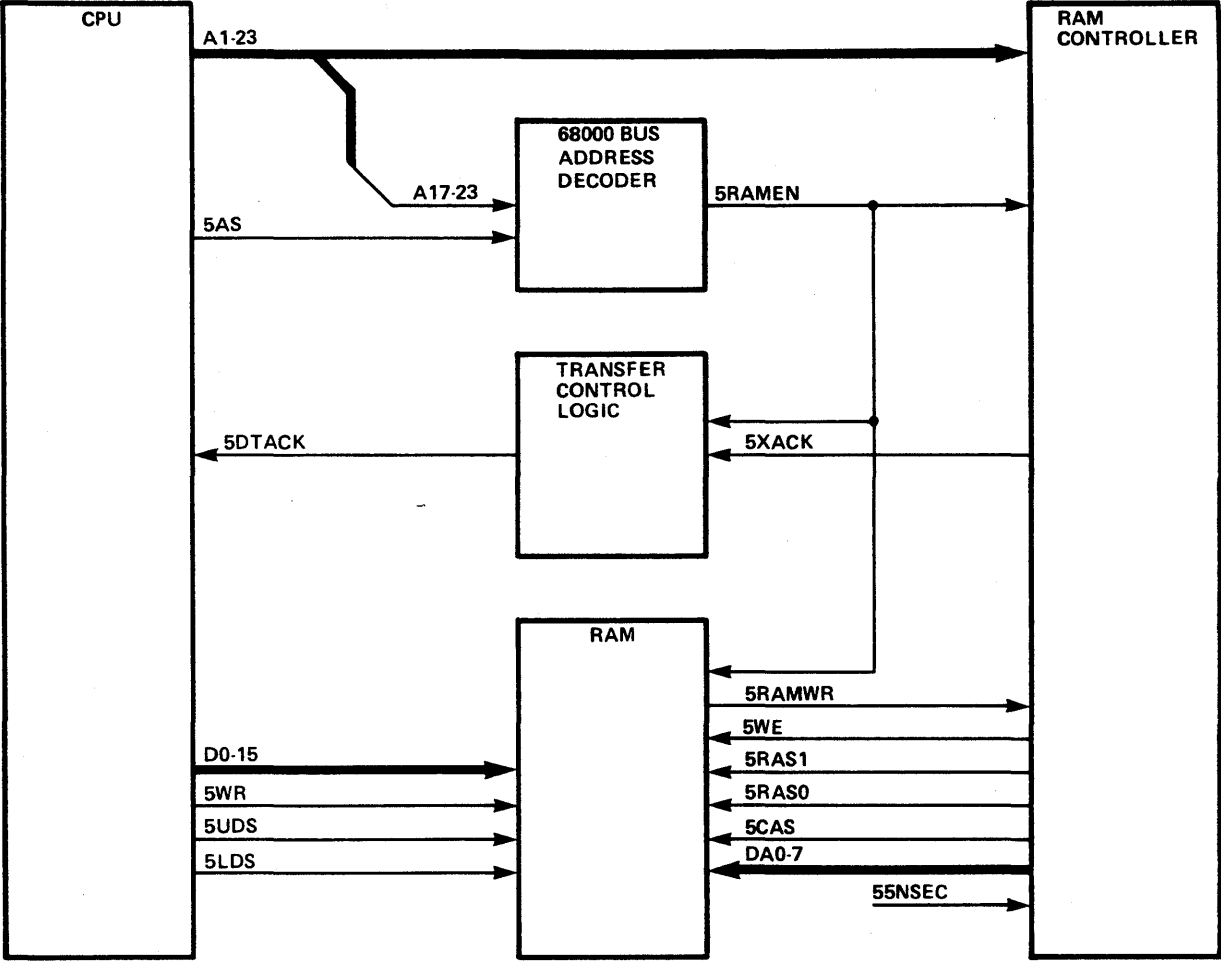 CPU
RAM
CONTROLLER
A1-23
68000 BUS
ADDRESS
DECODER
A17-23
5RAMEN
5AS
TRANSFER
CONTROL
LOGIC
5DTACK
5XACK
RAM
5RAMWR
5WE
D0-15
5RAS1
5WR
5RAS0
5UDS
5CAS
5LDS
DA0-7
55NSEC